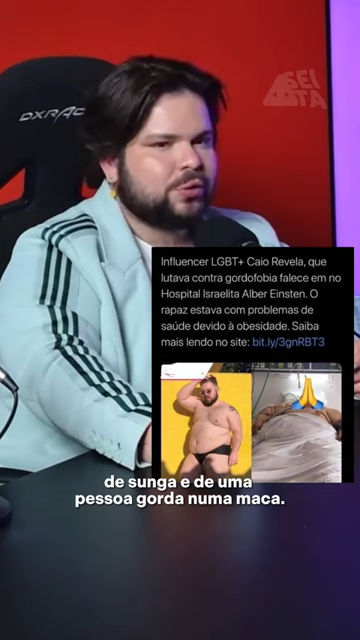 DXRAC
A SEI
TA
Influencer LGBT+ Caio Revela, que
lutava contra gordofobia falece em no
Hospital Israelita Alber Einsten. O
rapaz estava com problemas de
saúde devido à obesidade. Saiba
mais lendo no site: bit.ly/3gnRBT3
de sunga e de uma
pessoa gorda numa maca.